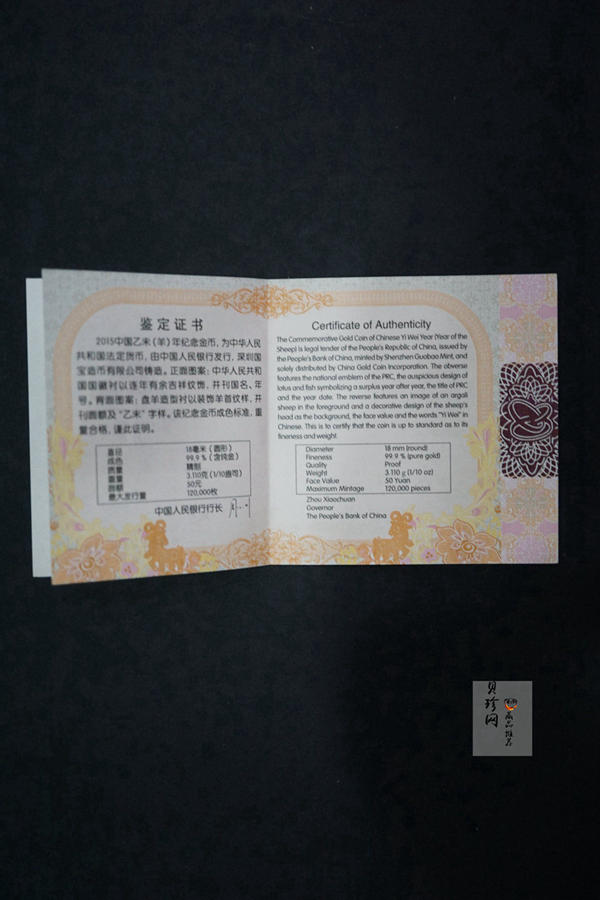 鉴定证书
2015中国乙未（羊）年纪念金币，为中华人民
共和国法定货币，由中国人民银行发行，深圳国
宝造币有限公司铸造。正面图案：中华人民共和
国国徽衬以连年有余吉祥纹饰，并刊国名、年
号。背面图案：盘羊造型衬以装饰羊首纹样，并
刊面额及“乙未”字样。该纪念金币成色标准，重
量合格，谨此证明。
直径 18毫米（圆形）
成色 99.9％（含纯金）
质量 精制
重量 3.110克（1/10盎司）
面额 50元
最大发行量 120,000枚
中国人民银行行长
Certificate of Authenticity
The Commemorative Gold Coin of Chinese Yi Wei Year (Year of the
Sheep) is legal tender of the People's Republic of China, issued by
the People's Bank of China, minted by Shenzhen Guobao Mint, and
solely distributed by China Gold Coin Incorporation. The obverse
features the national emblem of the PRC, the auspicious design of
lotus and fish symbolizing a surplus year after year, the title of PRC
and the year date. The reverse features an image of an argali
sheep in the foreground and a decorative design of the sheep's
head as the background, the face value and the words "Yi Wei" in
Chinese. This is to certify that the coin is up to standard as to its
fineness and weight.
Diameter 18 mm (round)
Fineness 99.9 % (pure gold)
Quality Proof
Weight 3.110 g (1/10 oz)
Face Value 50 Yuan
Maximum Mintage 120,000 pieces
Zhou Xiaochuan
Governor
The People's Bank of China
贝珍网
商品推荐